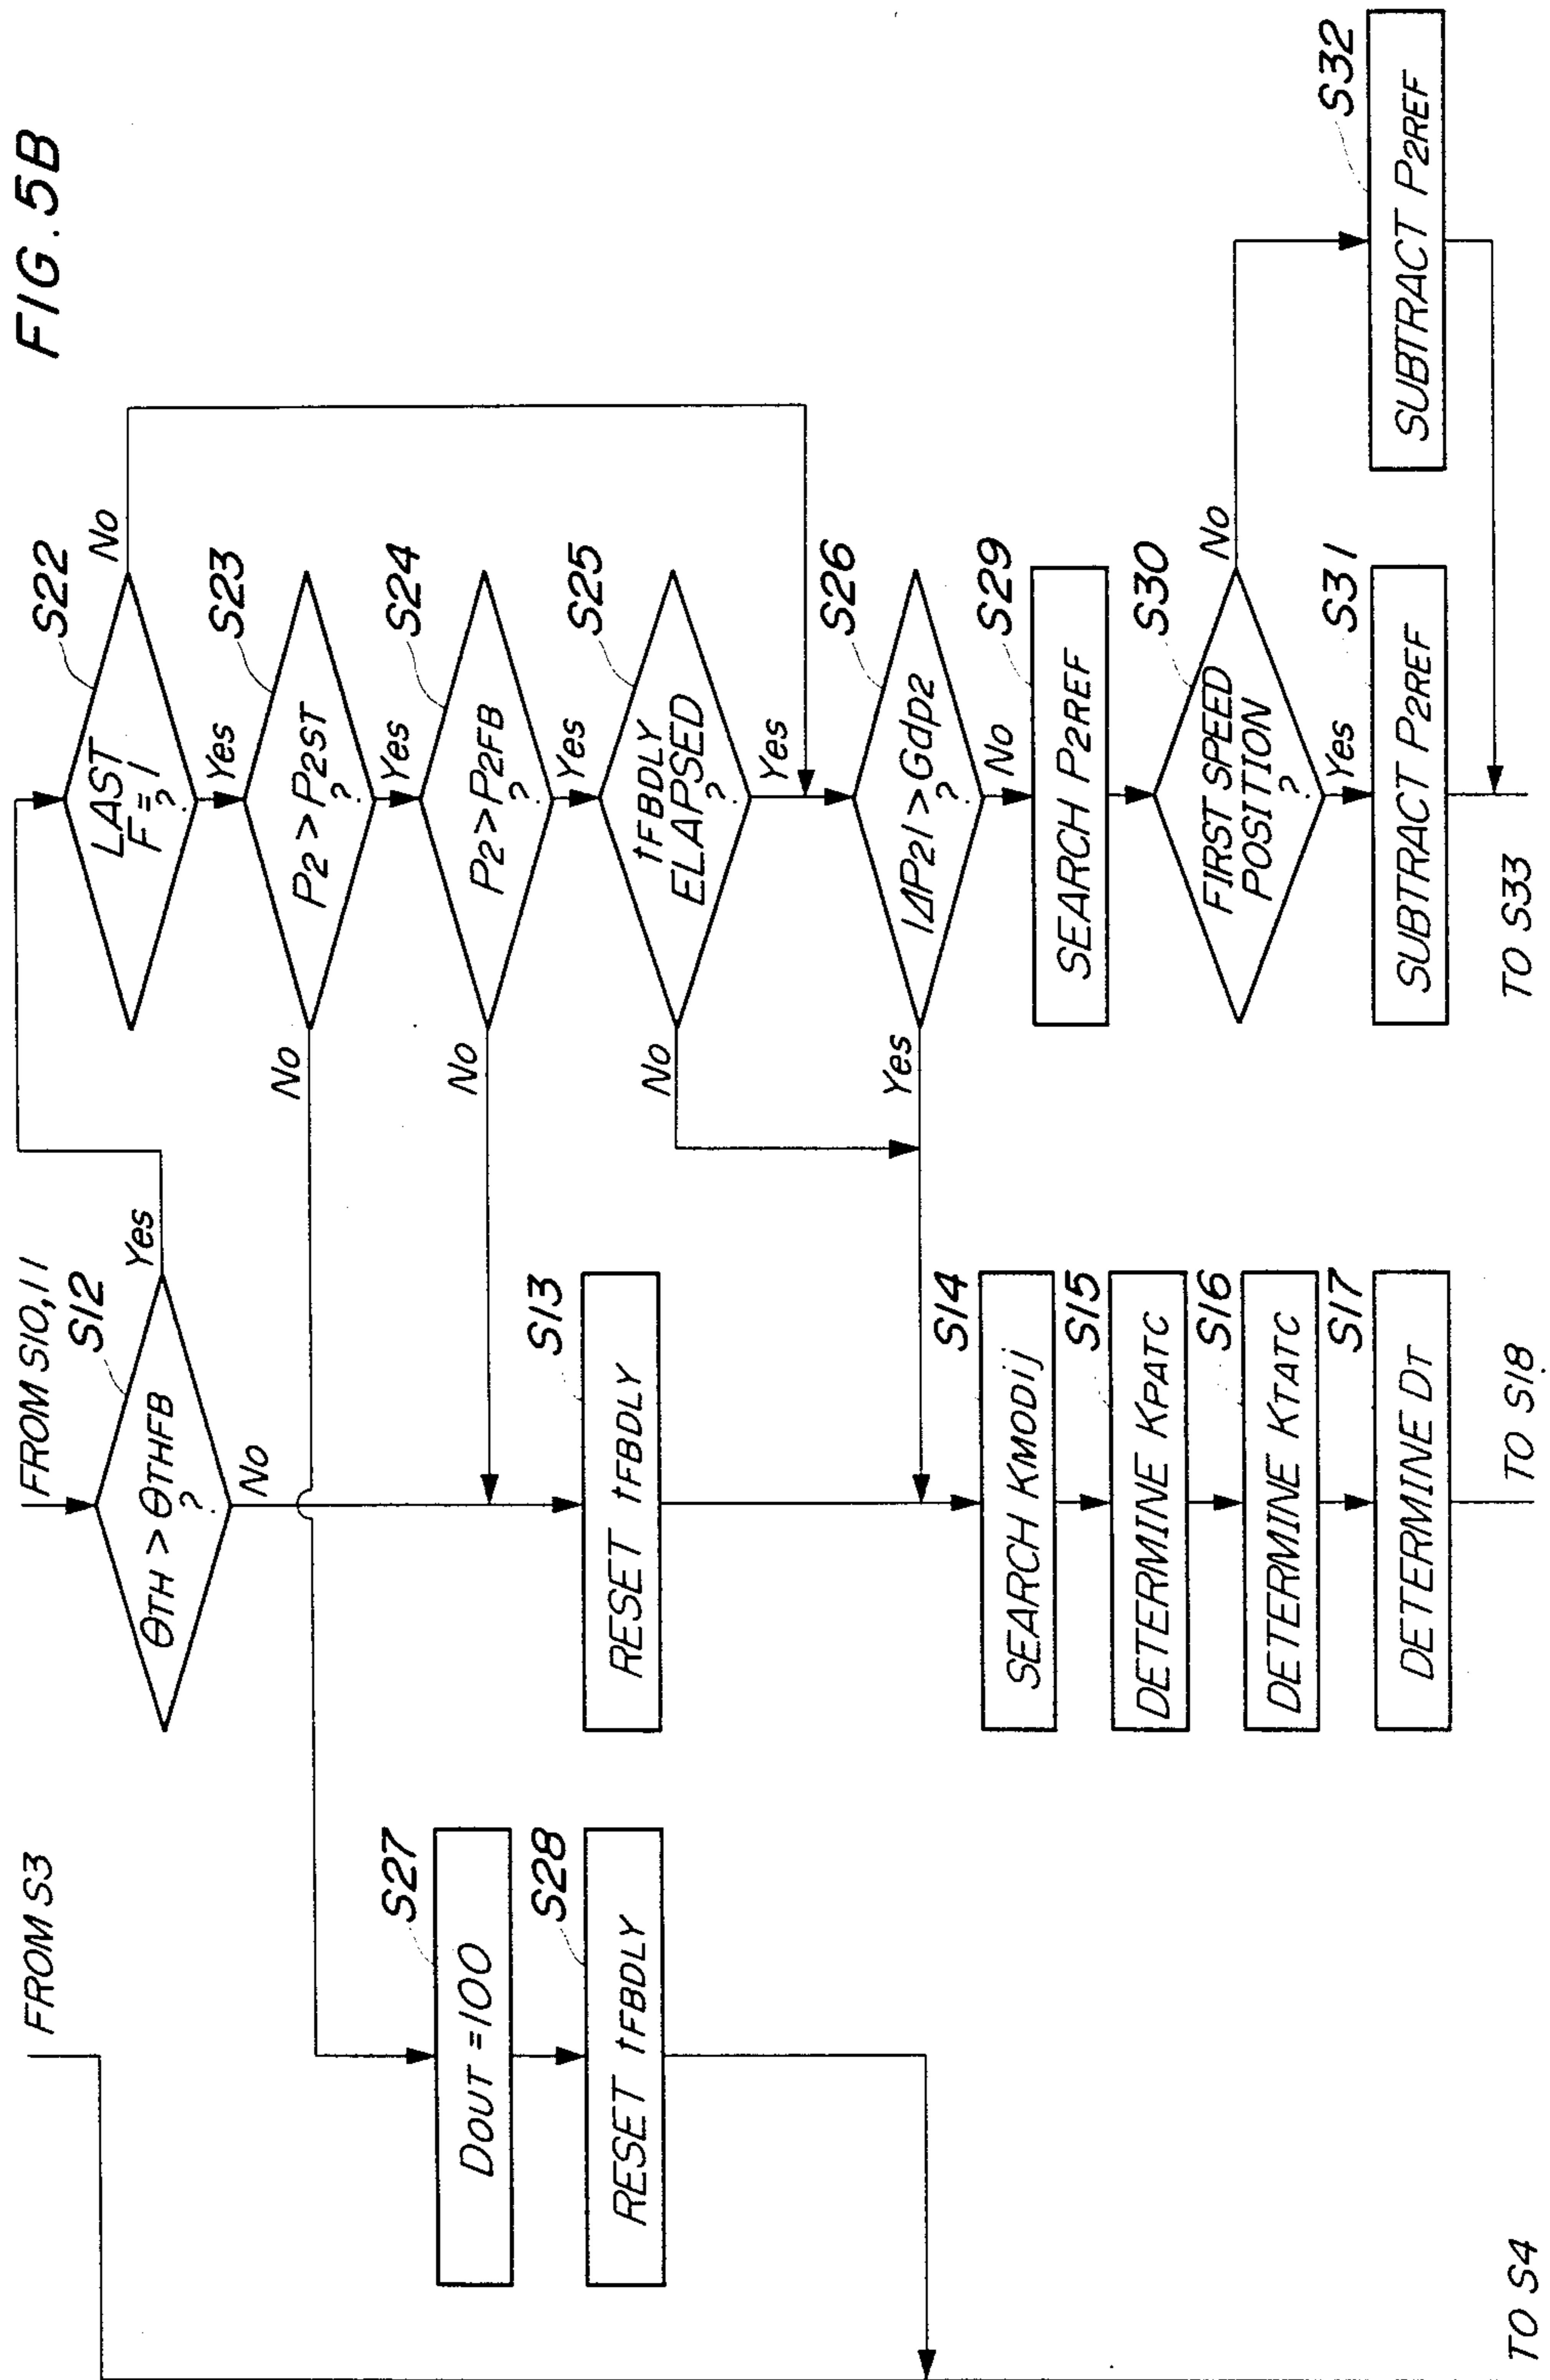 FIG. 5B
FROM S3
S27
DOUT = 100
S28
RESET tFBDLY
TO S4
FROM S10, 11
S12
θTH > θTHFB
?
Yes
No
S13
RESET tFBDLY
S14
SEARCH KMODij
S15
DETERMINE KPATC
S16
DETERMINE KTATC
S17
DETERMINE DT
TO S18
S22
LAST
F = 1
?
No
Yes
S23
P2 > P2ST
?
No
Yes
S24
P2 > P2FB
?
No
Yes
S25
tFBDLY
ELAPSED
?
No
Yes
S26
|ΔP2| > Gdp2
?
Yes
No
S29
SEARCH P2REF
S30
FIRST SPEED
POSITION
?
No
Yes
S31
SUBTRACT P2REF
S32
SUBTRACT P2REF
TO S33